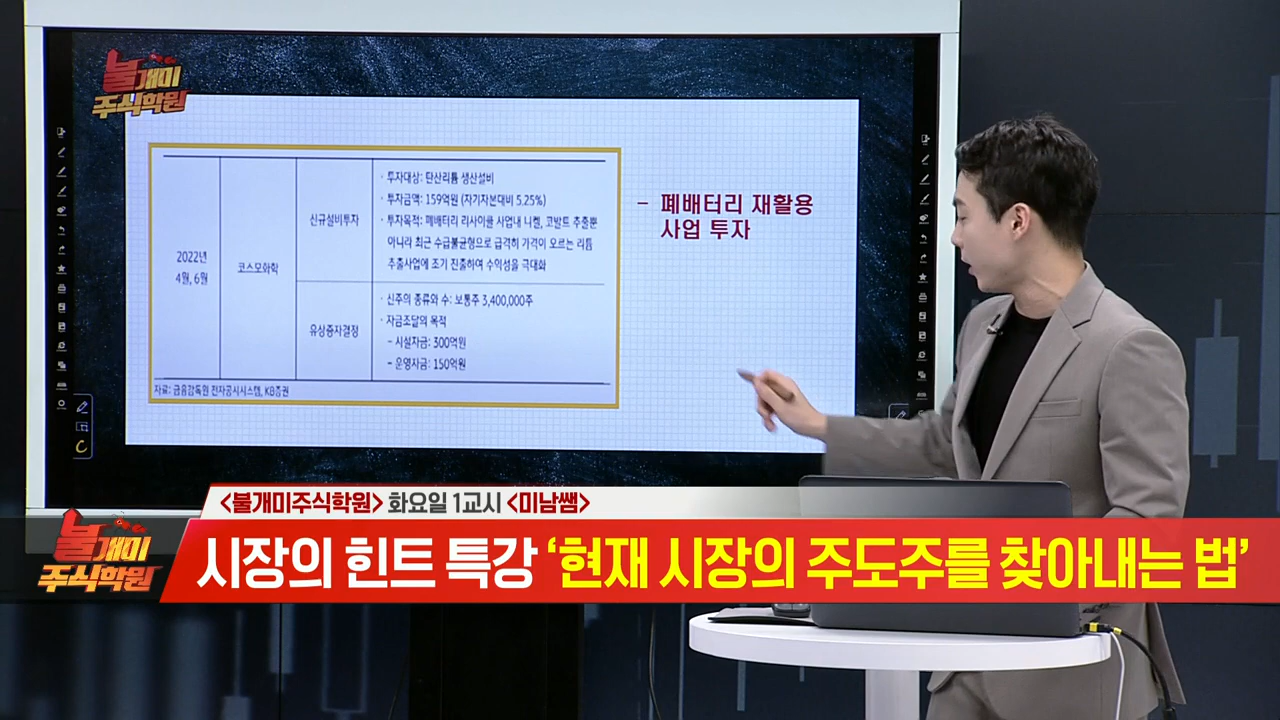 불개미
주식학원
2022년
4월, 6월
코스모화학
신규설비투자
· 투자대상: 탄산리튬 생산설비
· 투자금액: 159억원 (자기자본대비 5.25%)
· 투자목적: 폐배터리 리사이클 사업내 니켈, 코발트 추출뿐
아니라 최근 수급불균형으로 급격히 가격이 오르는 리튬
추출사업에 조기 진출하여 수익성을 극대화
유상증자결정
· 신주의 종류와 수: 보통주 3,400,000주
· 자금조달의 목적
- 시설자금: 300억원
- 운영자금: 150억원
자료: 금융감독원 전자공시시스템, KB증권
- 폐배터리 재활용
사업 투자
<불개미주식학원> 화요일 1교시 <미남쌤>
불개미
주식학원
시장의 힌트 특강 ‘현재 시장의 주도주를 찾아내는 법’